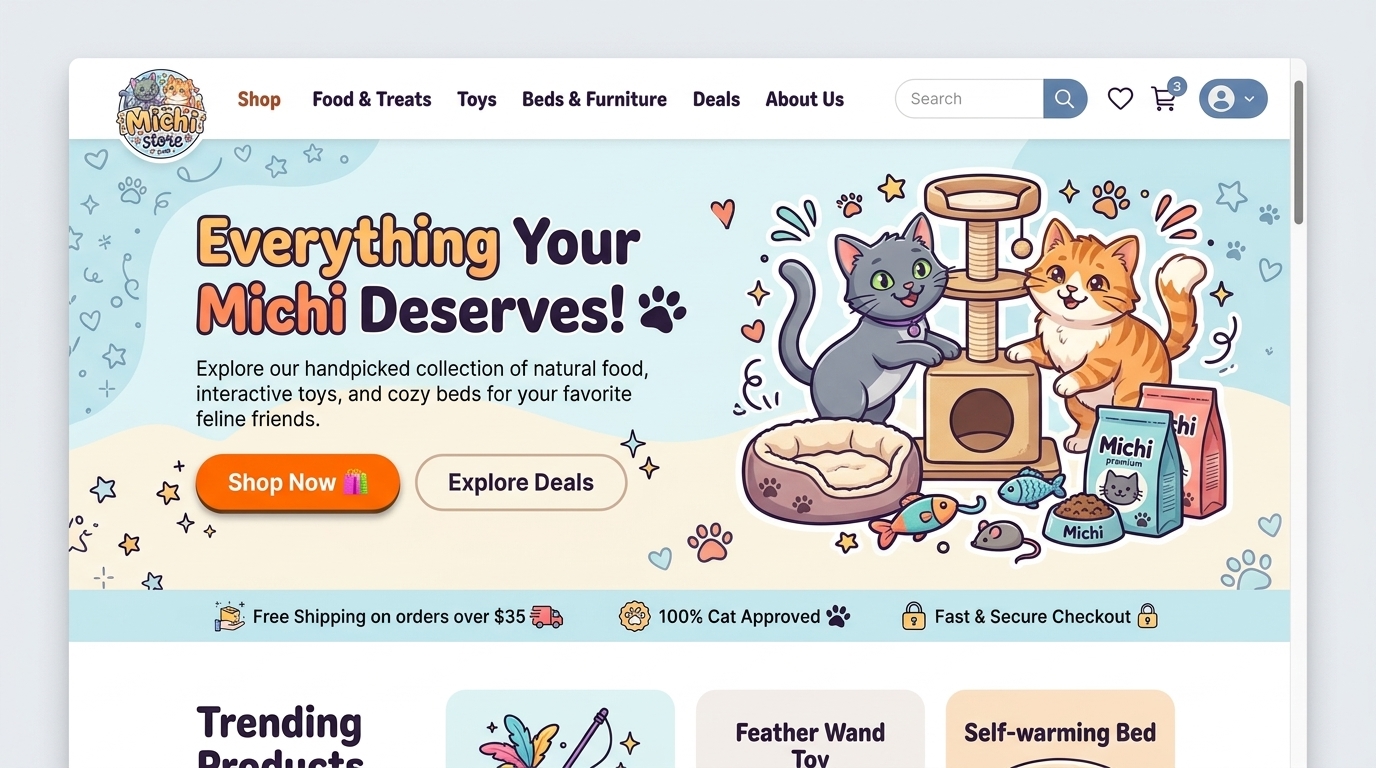 Michi
Store
Shop
Food & Treats
Toys
Beds & Furniture
Deals
About Us
Search
3
Everything Your
Michi Deserves!
Explore our handpicked collection of natural food,
interactive toys, and cozy beds for your favorite
feline friends.
Shop Now
Explore Deals
Michi
premium
chi
Michi
Free Shipping on orders over $35
100% Cat Approved
Fast & Secure Checkout
Trending
Products
Feather Wand
Toy
Self-warming Bed